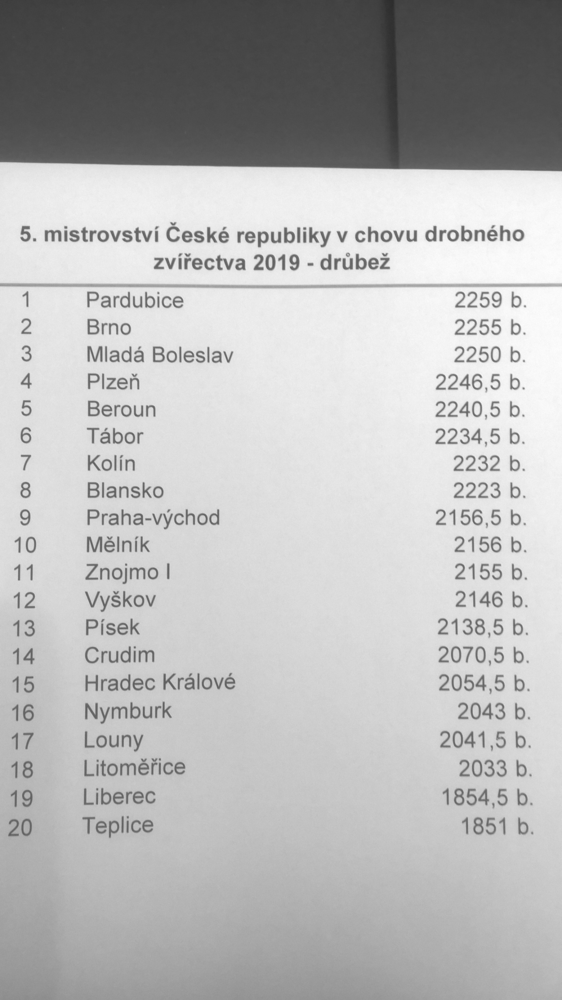 5. mistrovství České republiky v chovu drobného
zvířectva 2019 - drůbež
1 Pardubice 2259 b.
2 Brno 2255 b.
3 Mladá Boleslav 2250 b.
4 Plzeň 2246,5 b.
5 Beroun 2240,5 b.
6 Tábor 2234,5 b.
7 Kolín 2232 b.
8 Blansko 2223 b.
9 Praha-východ 2156,5 b.
10 Mělník 2156 b.
11 Znojmo I 2155 b.
12 Vyškov 2146 b.
13 Písek 2138,5 b.
14 Crudim 2070,5 b.
15 Hradec Králové 2054,5 b.
16 Nymburk 2043 b.
17 Louny 2041,5 b.
18 Litoměřice 2033 b.
19 Liberec 1854,5 b.
20 Teplice 1851 b.